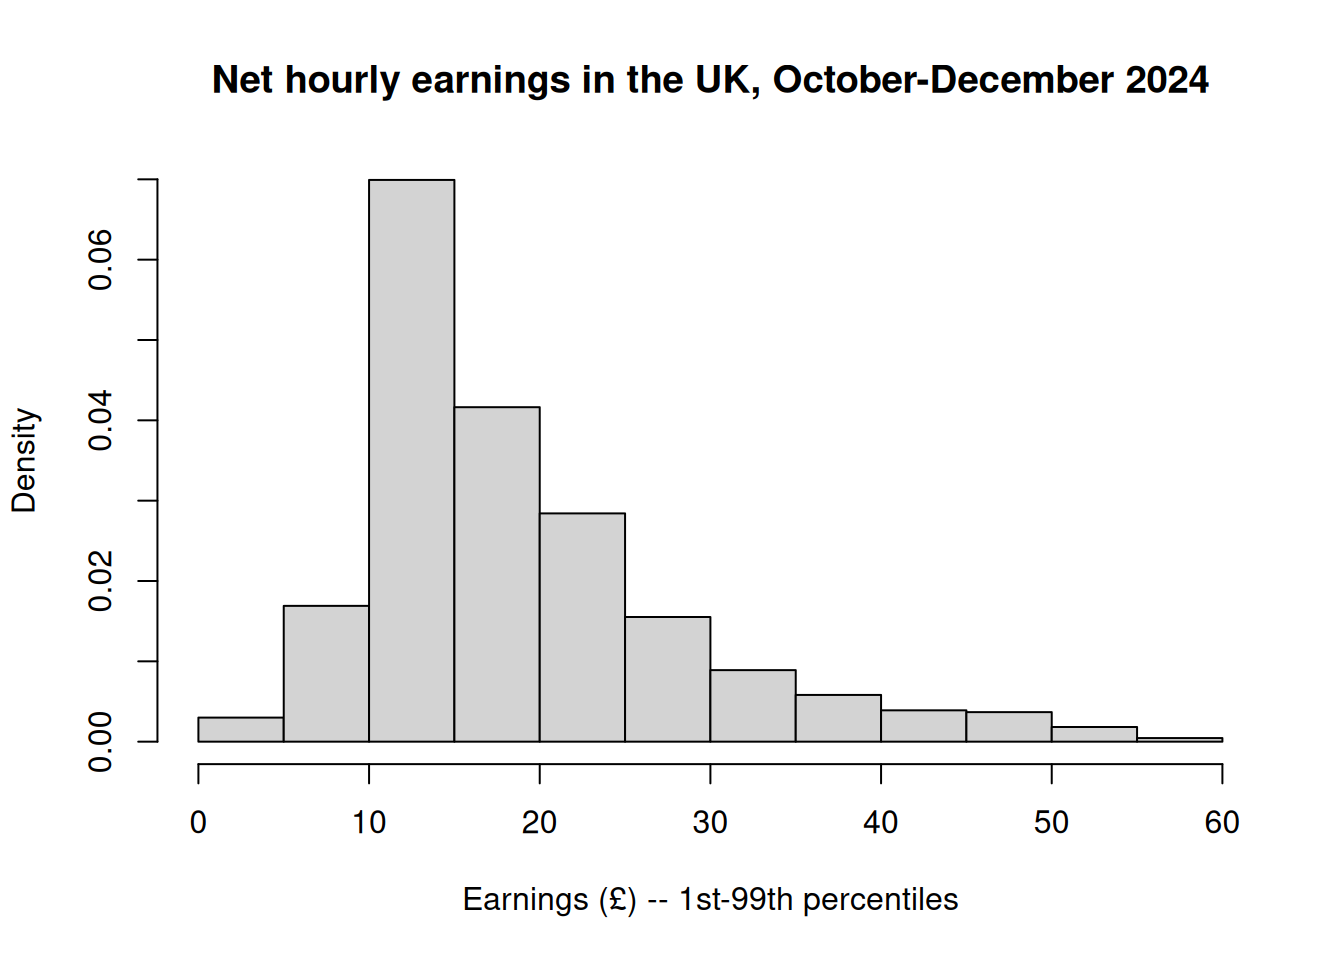 Net hourly earnings in the UK, October-December 2024
Density
0.06
0.04
0.02
0.00
0 10 20 30 40 50 60
Earnings (£) -- 1st-99th percentiles